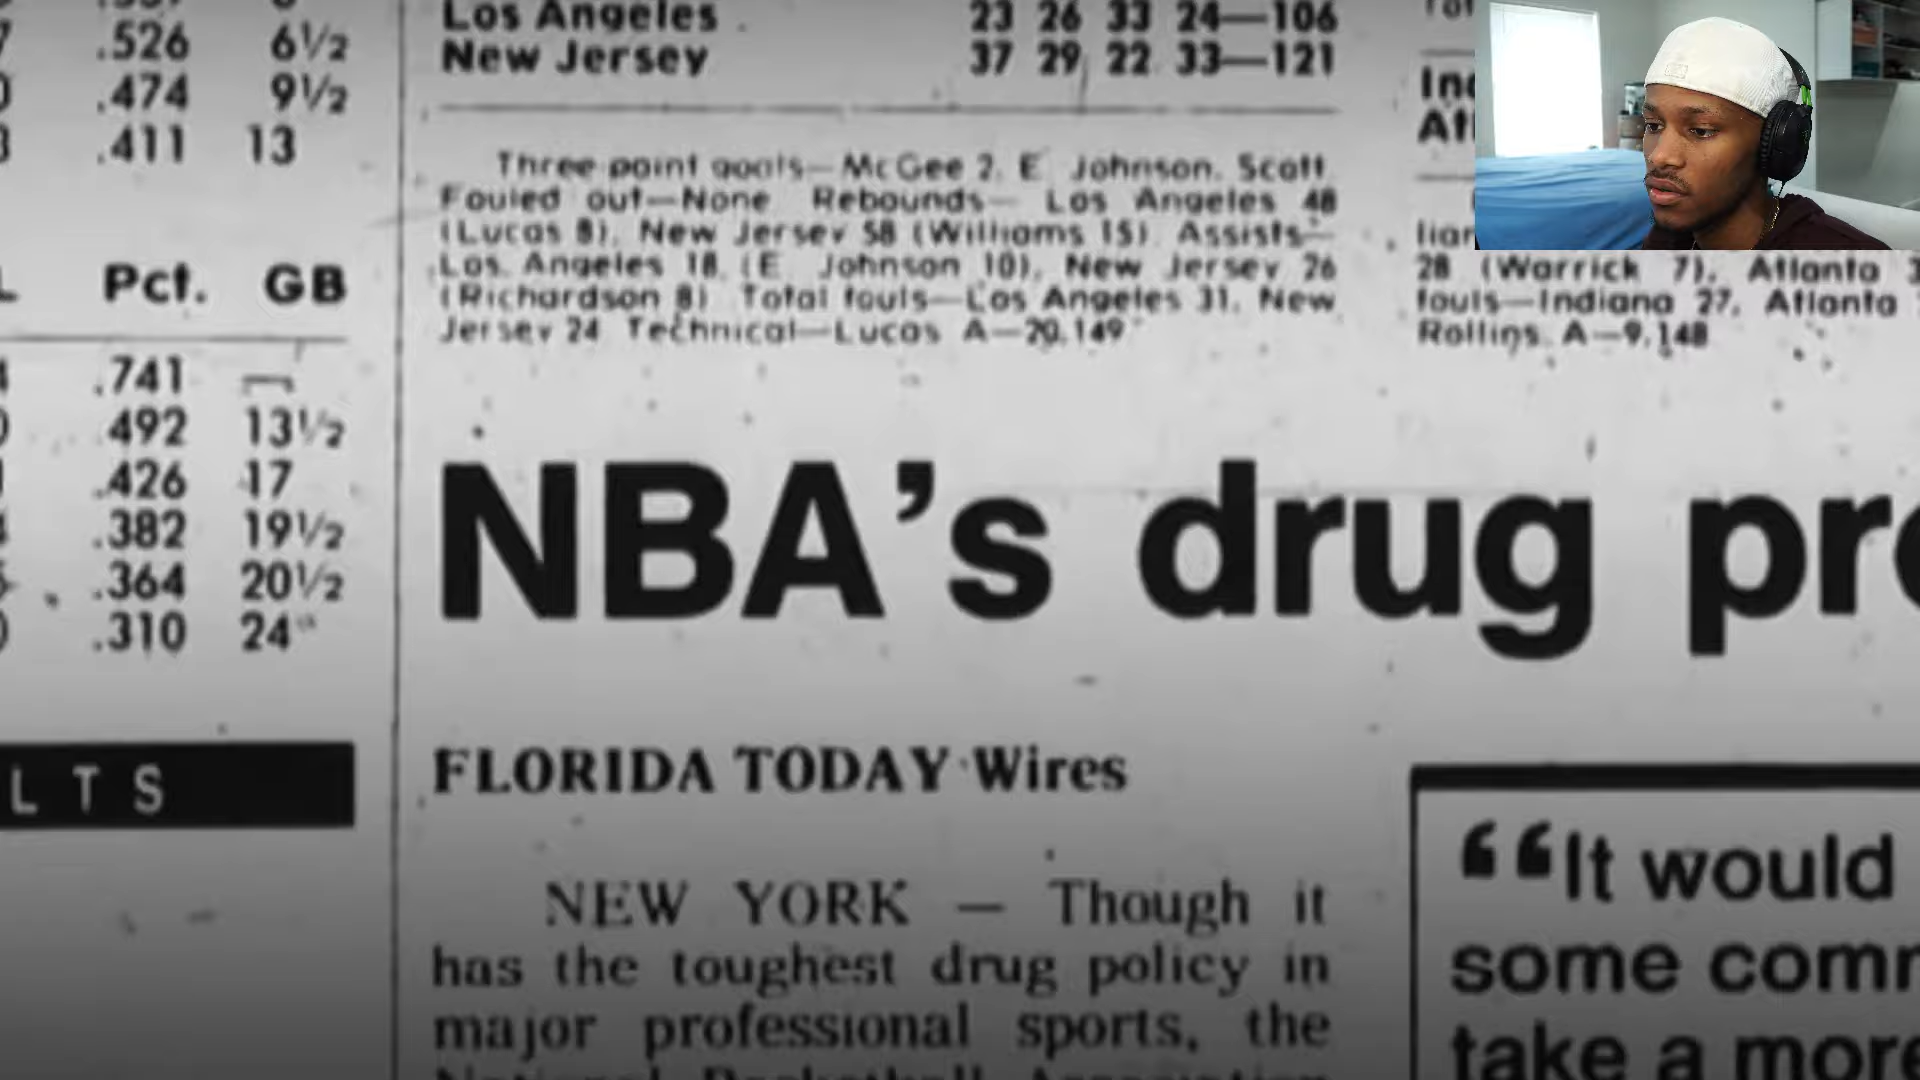 .526 6½
.474 9½
.411 13
Pct. GB
.741 —
.492 13½
.426 17
.382 19½
.364 20½
.310 24
LTS
Los Angeles 23 26 33 24—106
New Jersey 37 29 22 33—121
Three-point goals—McGee 2, E. Johnson, Scott.
Fouled out—None Rebounds— Los Angeles 48
(Lucas 8), New Jersey 58 (Williams 15) Assists—
Los Angeles 18 (E. Johnson 10), New Jersey 26
(Richardson 8) Total fouls—Los Angeles 31, New
Jersey 24 Technical—Lucas A—20,149
28 (Warrick 7), Atlanta
fouls—Indiana 27, Atlanta
Rollins. A—9,148
NBA's drug
FLORIDA TODAY Wires
NEW YORK — Though it
has the toughest drug policy in
major professional sports, the
National Basketball Association
“It would
some
take a more